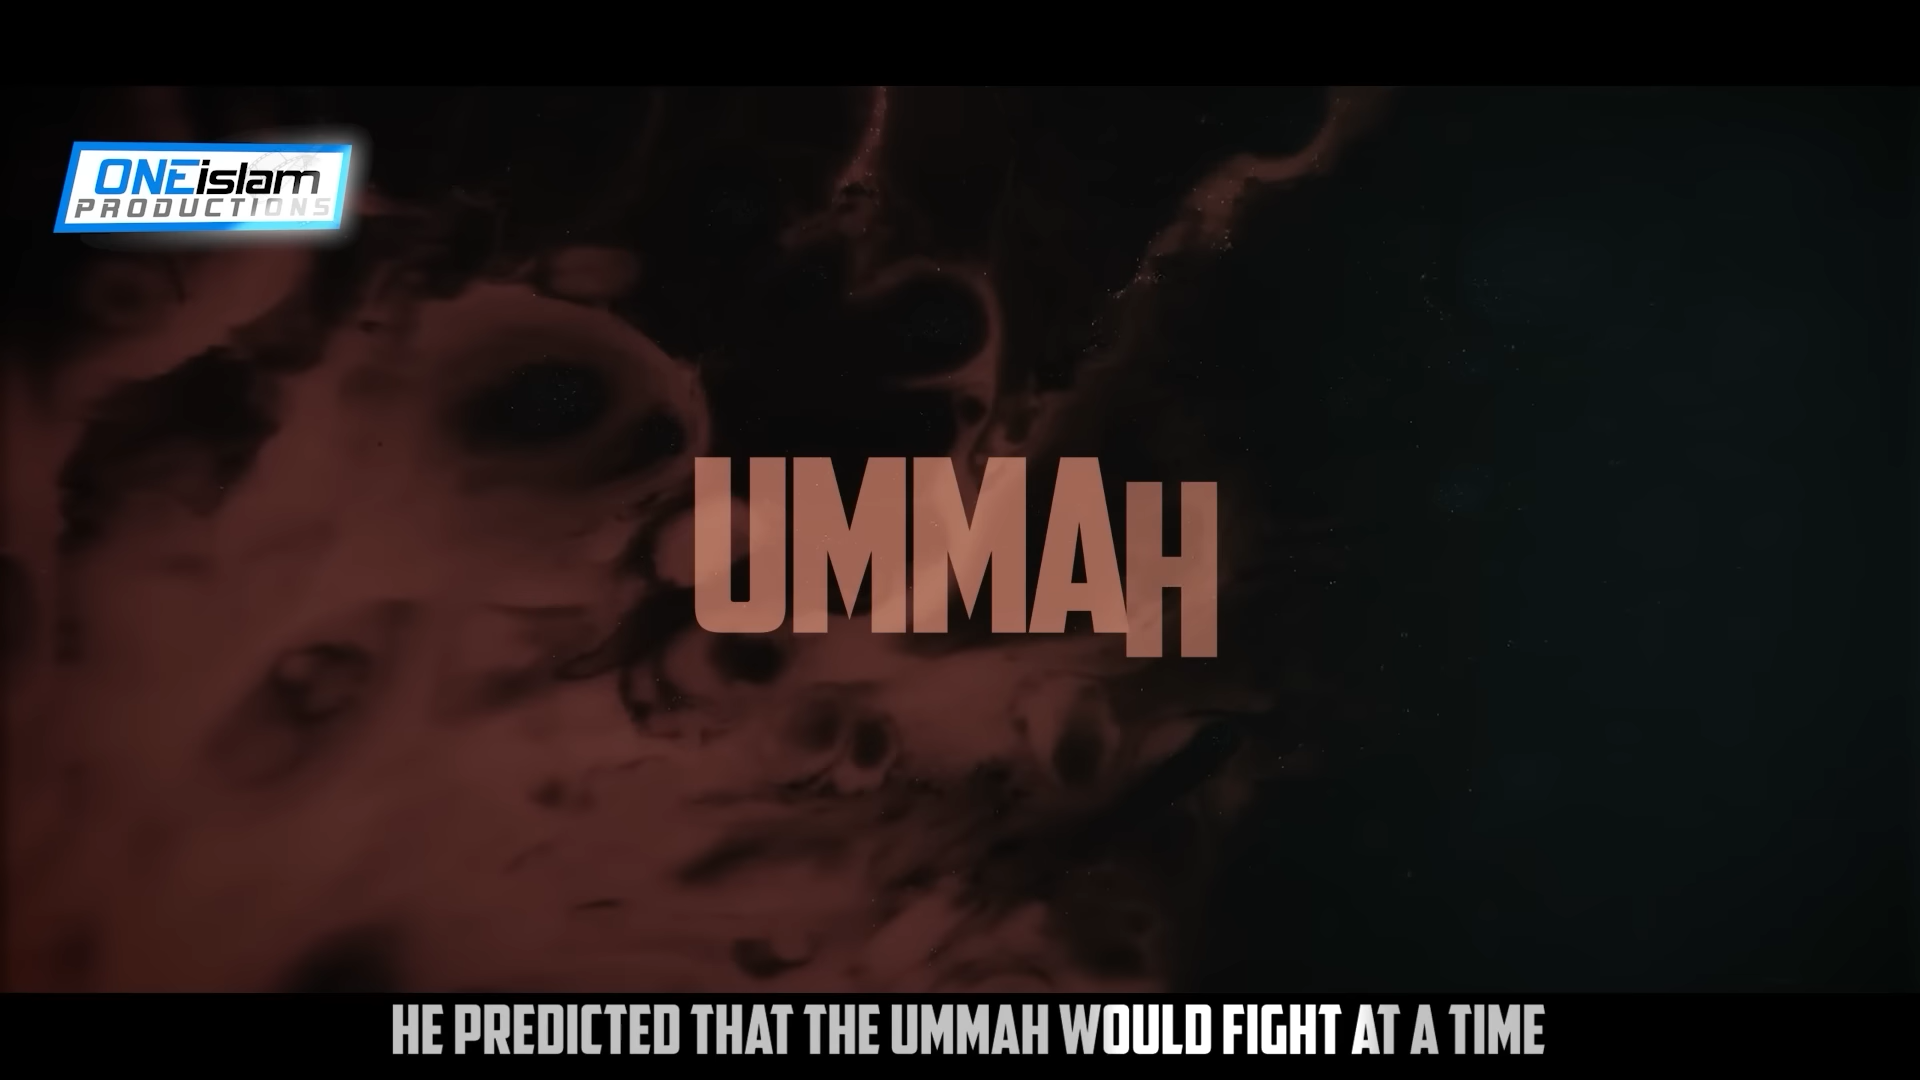 ONEislam
PRODUCTIONS
UMMAH
HE PREDICTED THAT THE UMMAH WOULD FIGHT AT A TIME